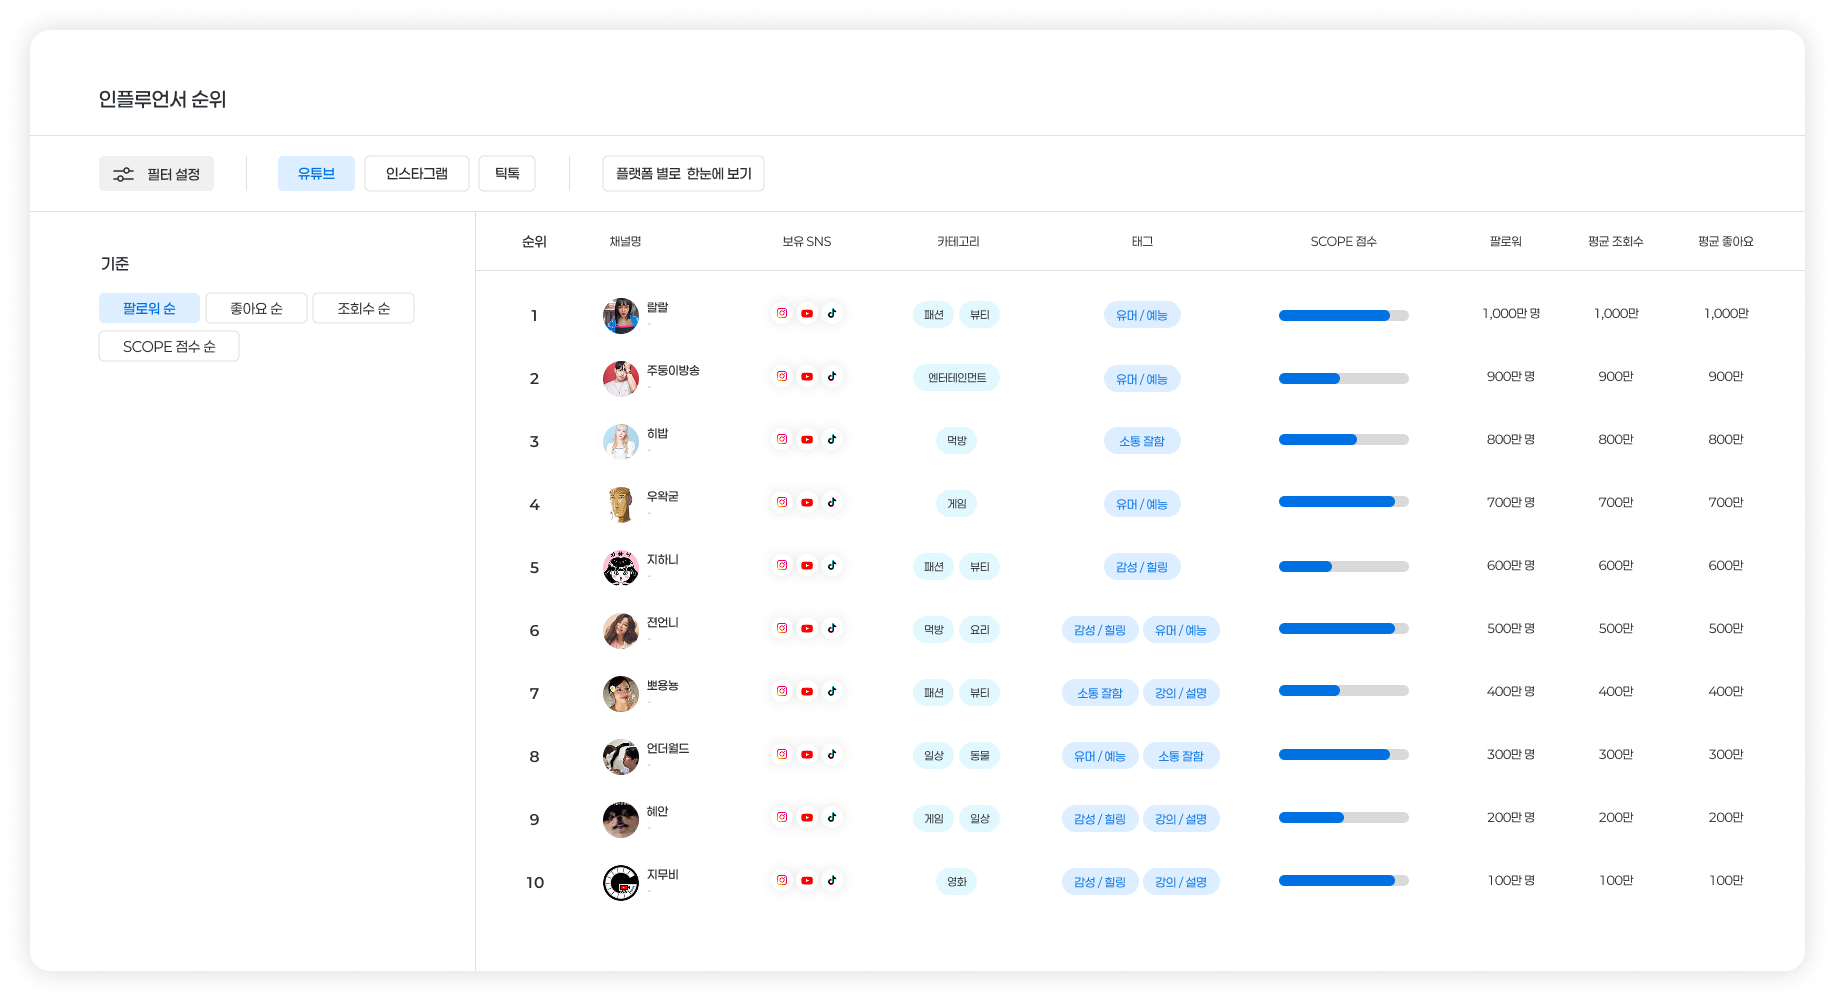 인플루언서 순위
필터 설정 유튜브 인스타그램 틱톡 플랫폼 별로 한눈에 보기
기준
팔로워 순 좋아요 순 조회수 순
SCOPE 점수 순
순위 채널명 보유 SNS 카테고리 태그 SCOPE 점수 팔로워 평균 조회수 평균 좋아요
1 랄랄 패션 뷰티 유머 / 예능 1,000만 명 1,000만 1,000만
-
2 주둥이방송 엔터테인먼트 유머 / 예능 900만 명 900만 900만
-
3 히밥 먹방 소통 잘함 800만 명 800만 800만
-
4 우왁굳 게임 유머 / 예능 700만 명 700만 700만
-
5 지하니 패션 뷰티 감성 / 힐링 600만 명 600만 600만
-
6 젼언니 먹방 요리 감성 / 힐링 유머 / 예능 500만 명 500만 500만
-
7 뽀용뇽 패션 뷰티 소통 잘함 강의 / 설명 400만 명 400만 400만
-
8 언더월드 일상 동물 유머 / 예능 소통 잘함 300만 명 300만 300만
-
9 혜안 게임 일상 감성 / 힐링 강의 / 설명 200만 명 200만 200만
-
10 지무비 영화 감성 / 힐링 강의 / 설명 100만 명 100만 100만
-